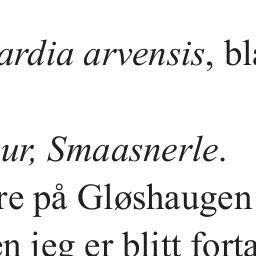 ardia arvensis, bla
ur, Smaasnerle.
re på Gløshaugen
en jeg er blitt forta